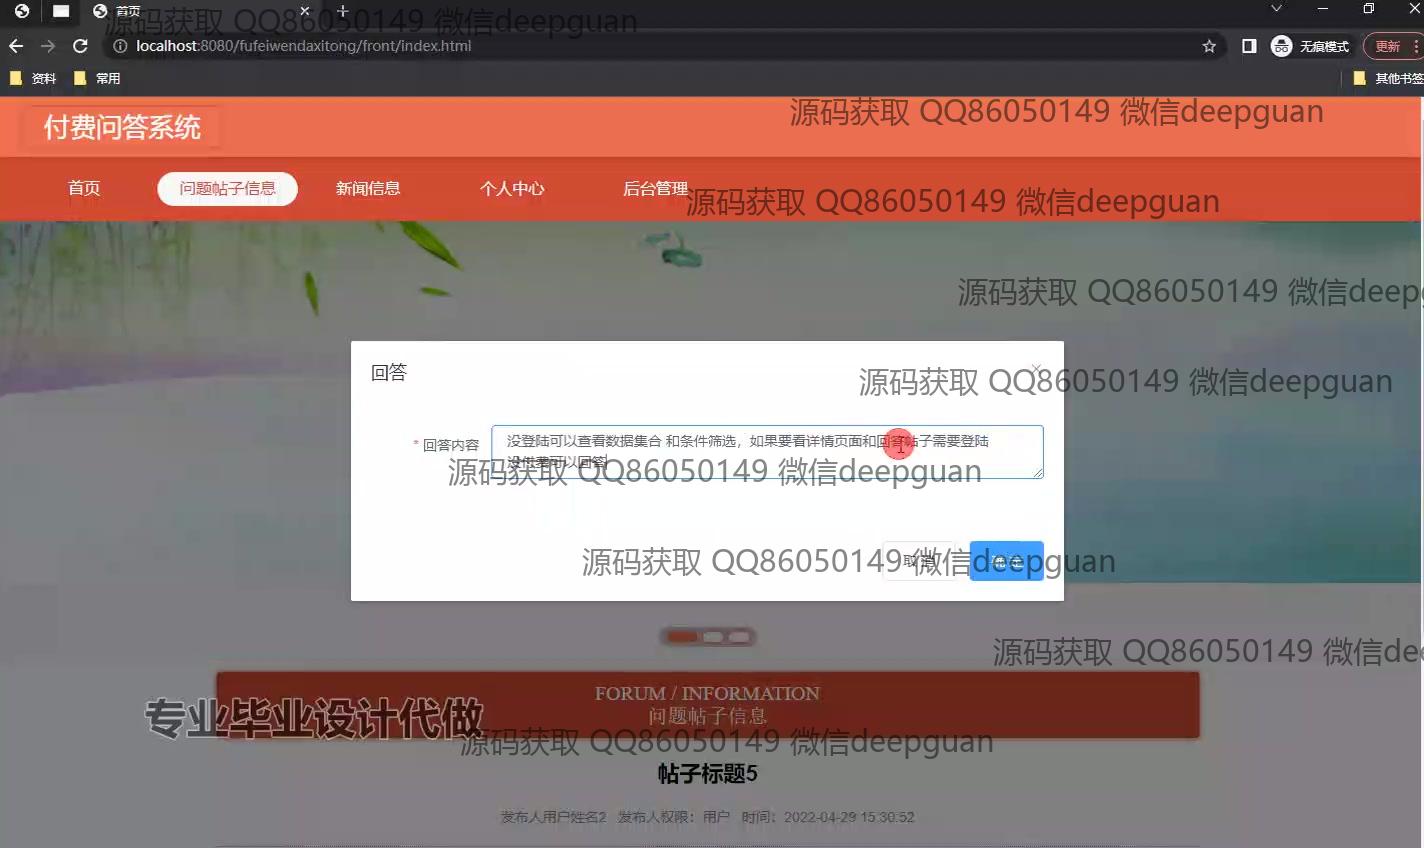 首页
源码获取 QQ86050149 微信deepguan
localhost:8080/fufeiwendaxitong/front/index.html
无痕模式
更新
资料
常用
其他书签
付费问答系统
源码获取 QQ86050149 微信deepguan
首页
问题帖子信息
新闻信息
个人中心
后台管理
源码获取 QQ86050149 微信deepguan
源码获取 QQ86050149 微信deep
回答
源码获取 QQ86050149 微信deepguan
* 回答内容
没登陆可以查看数据集合 和条件筛选，如果要看详情页面和回答帖子需要登陆
没付费可以回答
源码获取 QQ86050149 微信deepguan
取消
源码获取 QQ86050149 微信deepguan
源码获取 QQ86050149 微信dee
FORUM / INFORMATION
问题帖子信息
专业毕业设计代做
源码获取 QQ86050149 微信deepguan
帖子标题5
发布人用户姓名2 发布人权限：用户 时间：2022-04-29 15:30:52